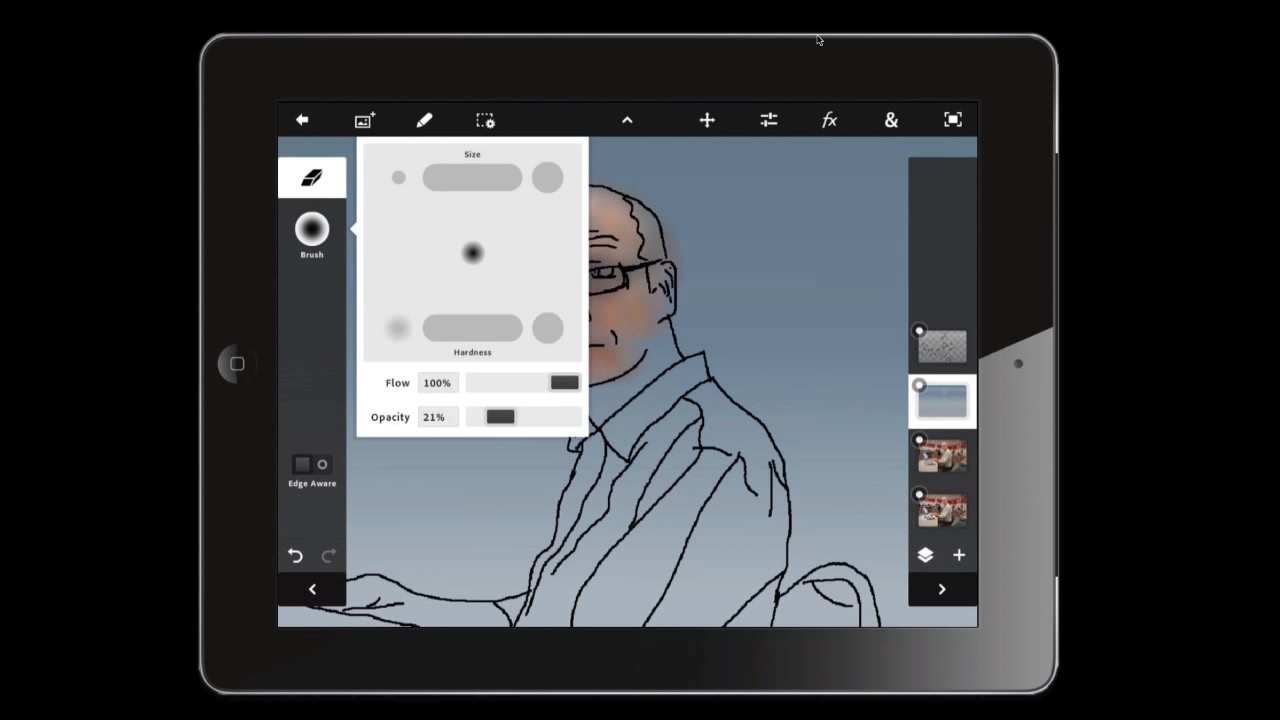 fx
&
Size
Brush
Hardness
Flow 100%
Opacity 21%
Edge Aware